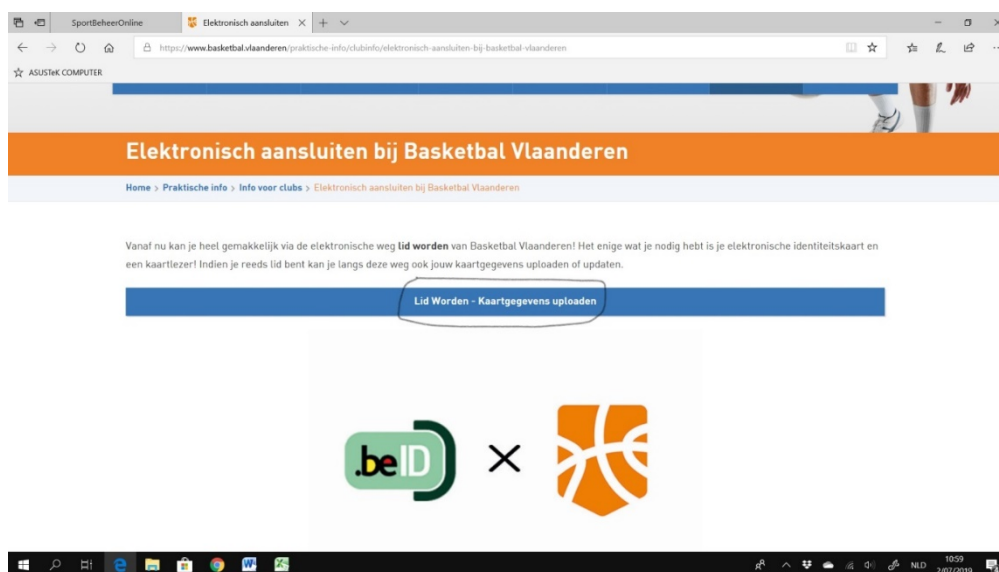 SportBeheerOnline
Elektronisch aansluiten
https://www.basketbal.vlaanderen/praktische-info/clubinfo/elektronisch-aansluiten-bij-basketbal-vlaanderen
ASUSTeK COMPUTER
Elektronisch aansluiten bij Basketbal Vlaanderen
Home > Praktische info > Info voor clubs > Elektronisch aansluiten bij Basketbal Vlaanderen
Vanaf nu kan je heel gemakkelijk via de elektronische weg lid worden van Basketbal Vlaanderen! Het enige wat je nodig hebt is je elektronische identiteitskaart en
een kaartlezer! Indien je reeds lid bent kan je langs deze weg ook jouw kaartgegevens uploaden of updaten.
Lid Worden - Kaartgegevens uploaden
.beID X
NLD
10:59
2/07/2019